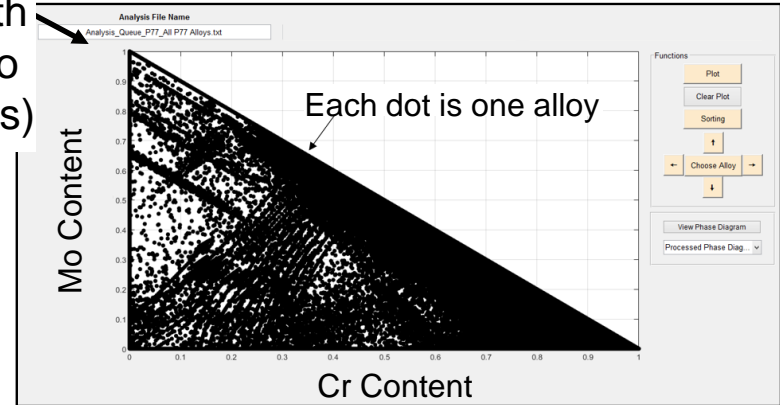 th
o
s)
Analysis File Name
Analysis_Queue_P77_All P77 Alloys.txt
Each dot is one alloy
Mo Content
1
0.9
0.8
0.7
0.6
0.5
0.4
0.3
0.2
0.1
0
0 0.1 0.2 0.3 0.4 0.5 0.6 0.7 0.8 0.9 1
Cr Content
Functions
Plot
Clear Plot
Sorting
↑
← Choose Alloy →
↓
View Phase Diagram
Processed Phase Diag...